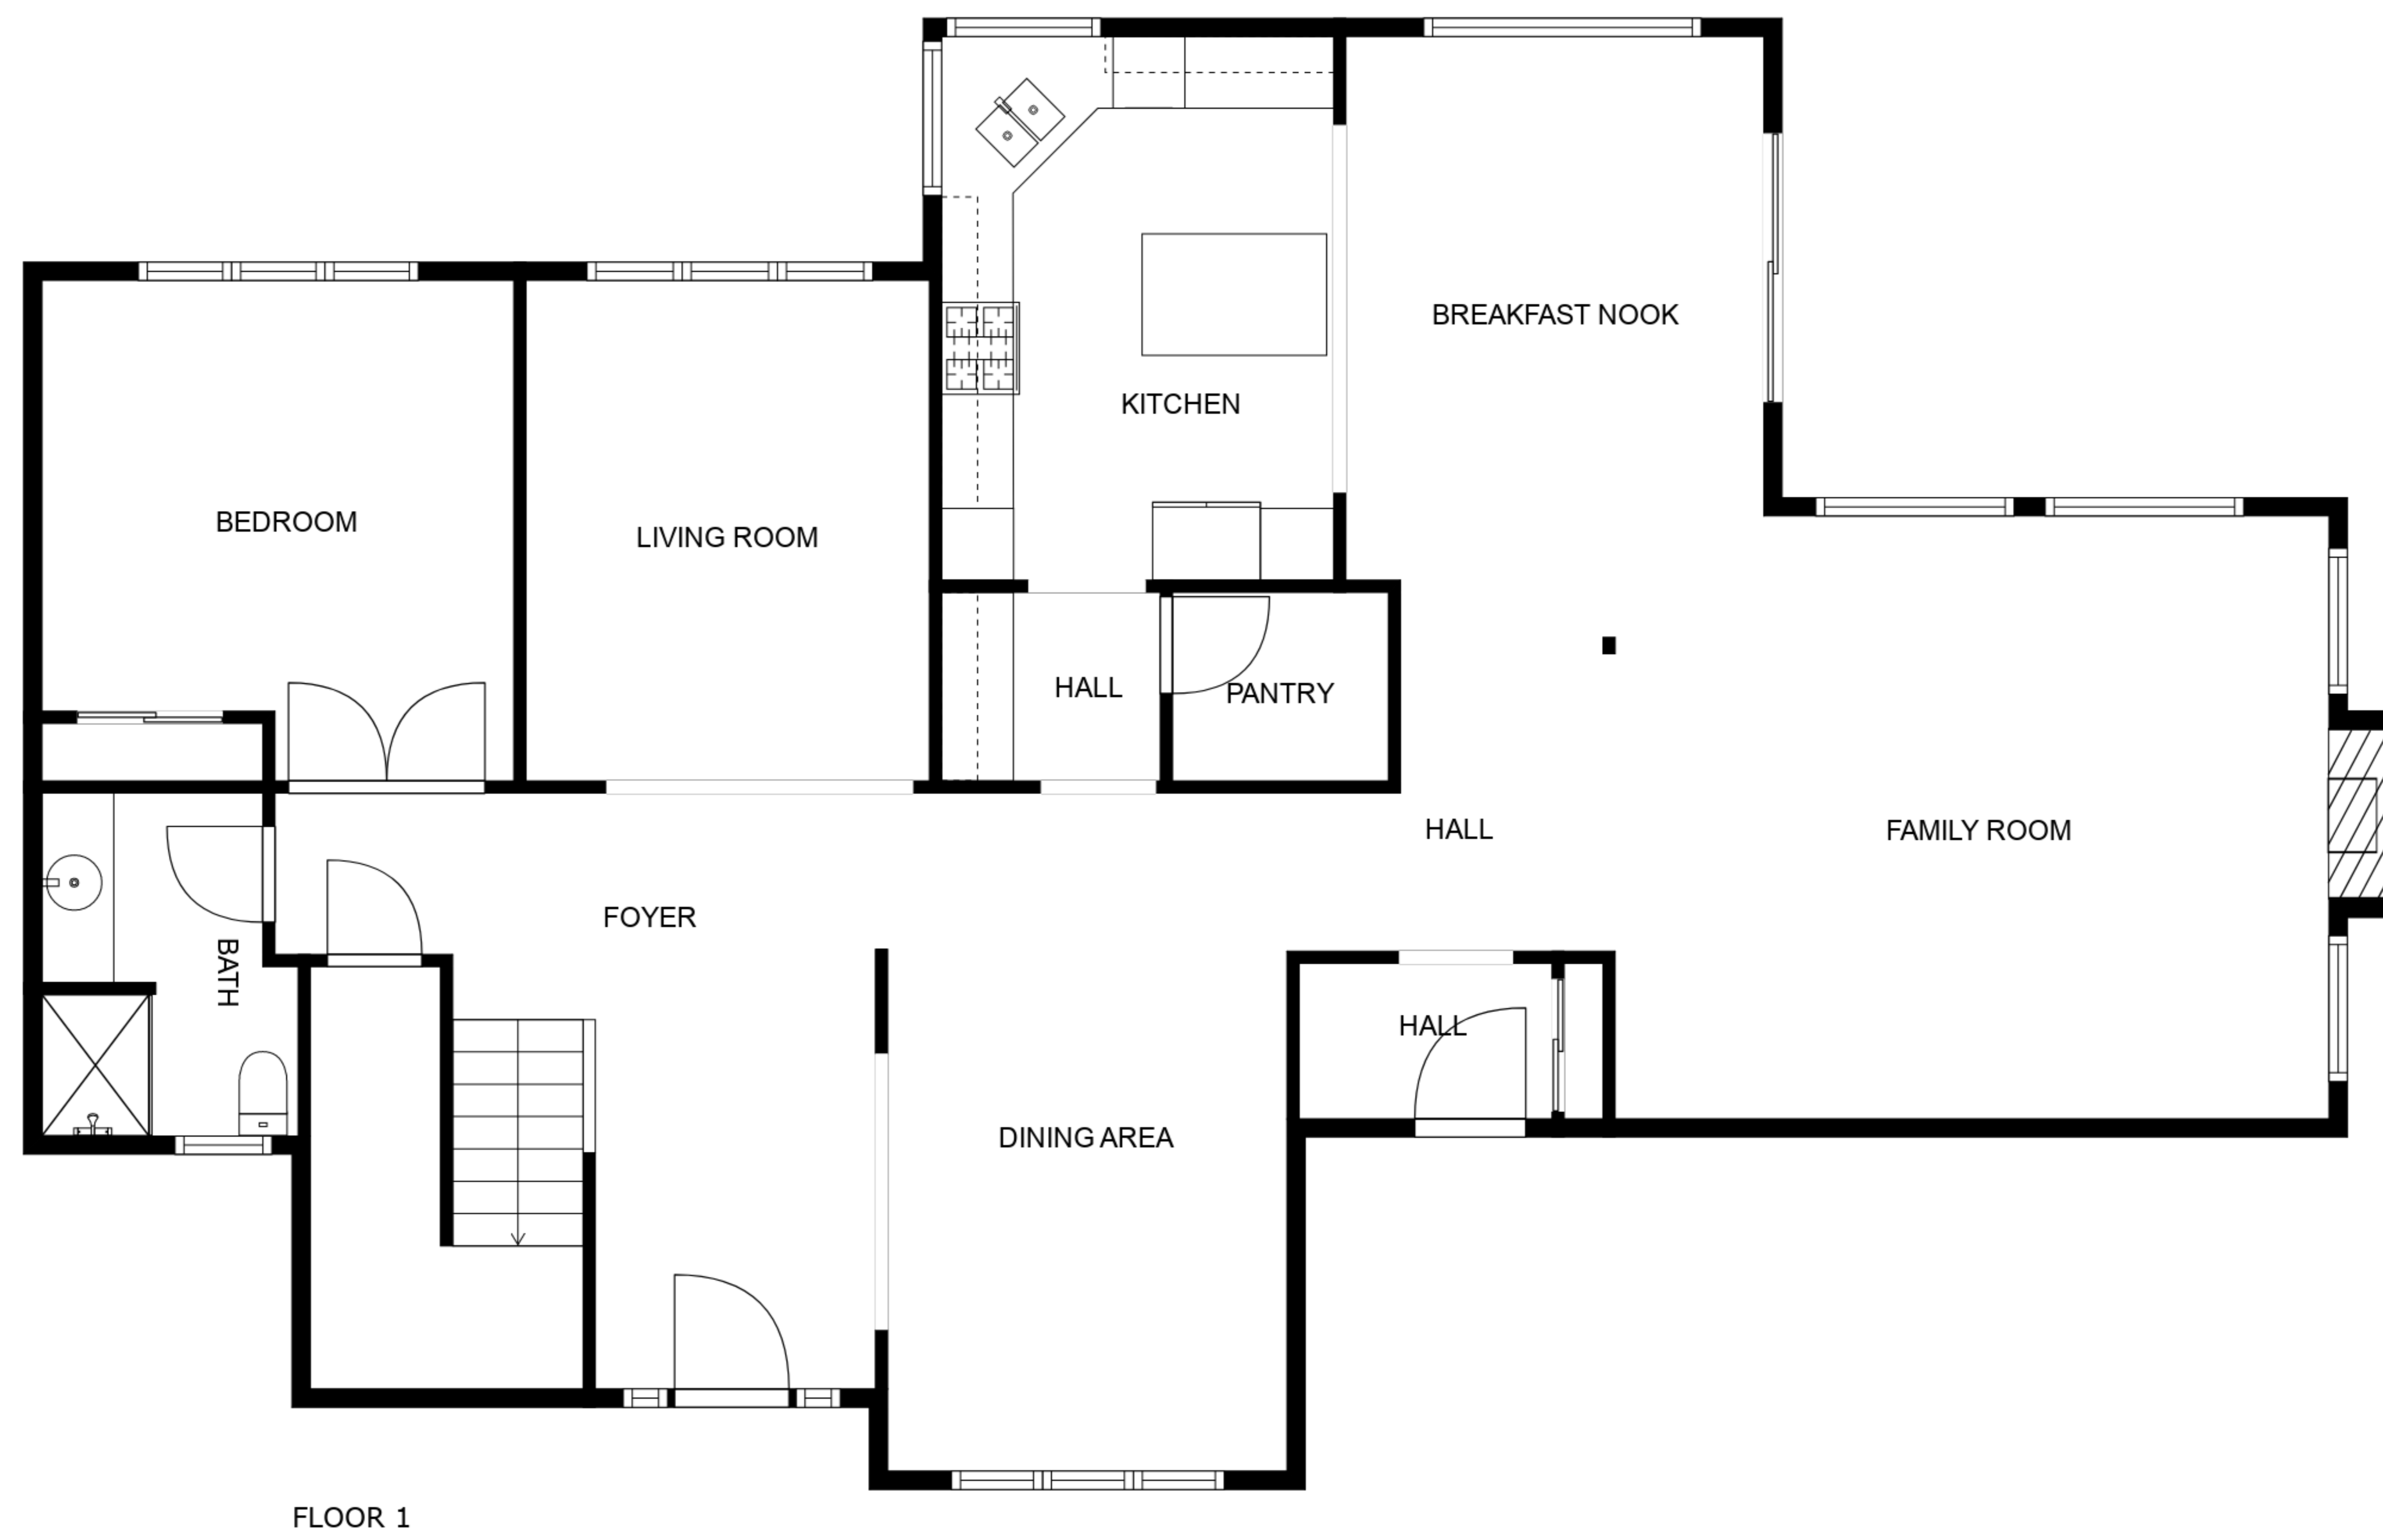 BREAKFAST NOOK
KITCHEN
BEDROOM
LIVING ROOM
HALL
PANTRY
HALL
FAMILY ROOM
FOYER
BATH
HALL
DINING AREA
FLOOR 1